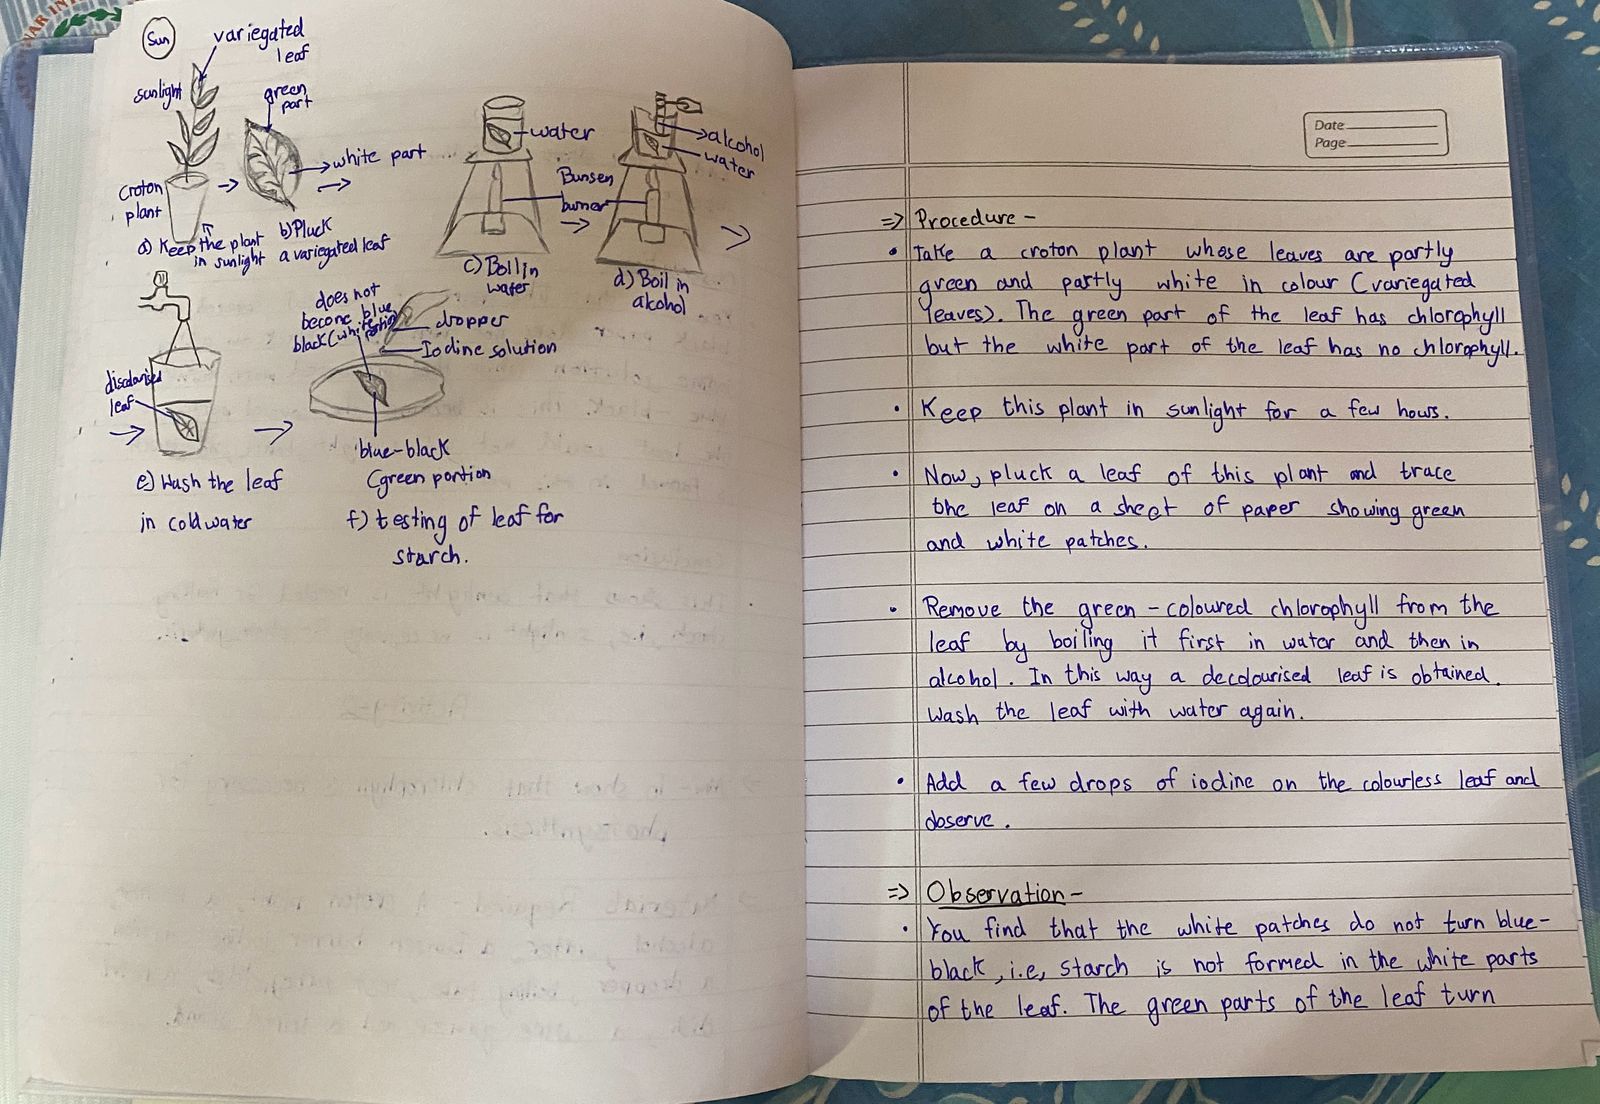 Sun
variegated
leaf
sunlight
green
part
white part
Croton
plant
a) Keep the plant
in sunlight
b) Pluck
a variegated leaf
water
Bunsen
burner
c) Boil in
water
alcohol
water
d) Boil in
alcohol
discolourised
leaf
e) Wash the leaf
in cold water
does not
become blue
black (white portion
dropper
Iodine solution
blue-black
(green portion
f) testing of leaf for
starch.
Date
Page
=> Procedure -
• Take a croton plant whose leaves are partly
green and partly white in colour (variegated
leaves). The green part of the leaf has chlorophyll
but the white part of the leaf has no chlorophyll.
• Keep this plant in sunlight for a few hours.
• Now, pluck a leaf of this plant and trace
the leaf on a sheet of paper showing green
and white patches.
• Remove the green-coloured chlorophyll from the
leaf by boiling it first in water and then in
alcohol. In this way a decolourised leaf is obtained.
Wash the leaf with water again.
• Add a few drops of iodine on the colourless leaf and
observe.
=> Observation -
• You find that the white patches do not turn blue-
black, i.e, starch is not formed in the white parts
of the leaf. The green parts of the leaf turn